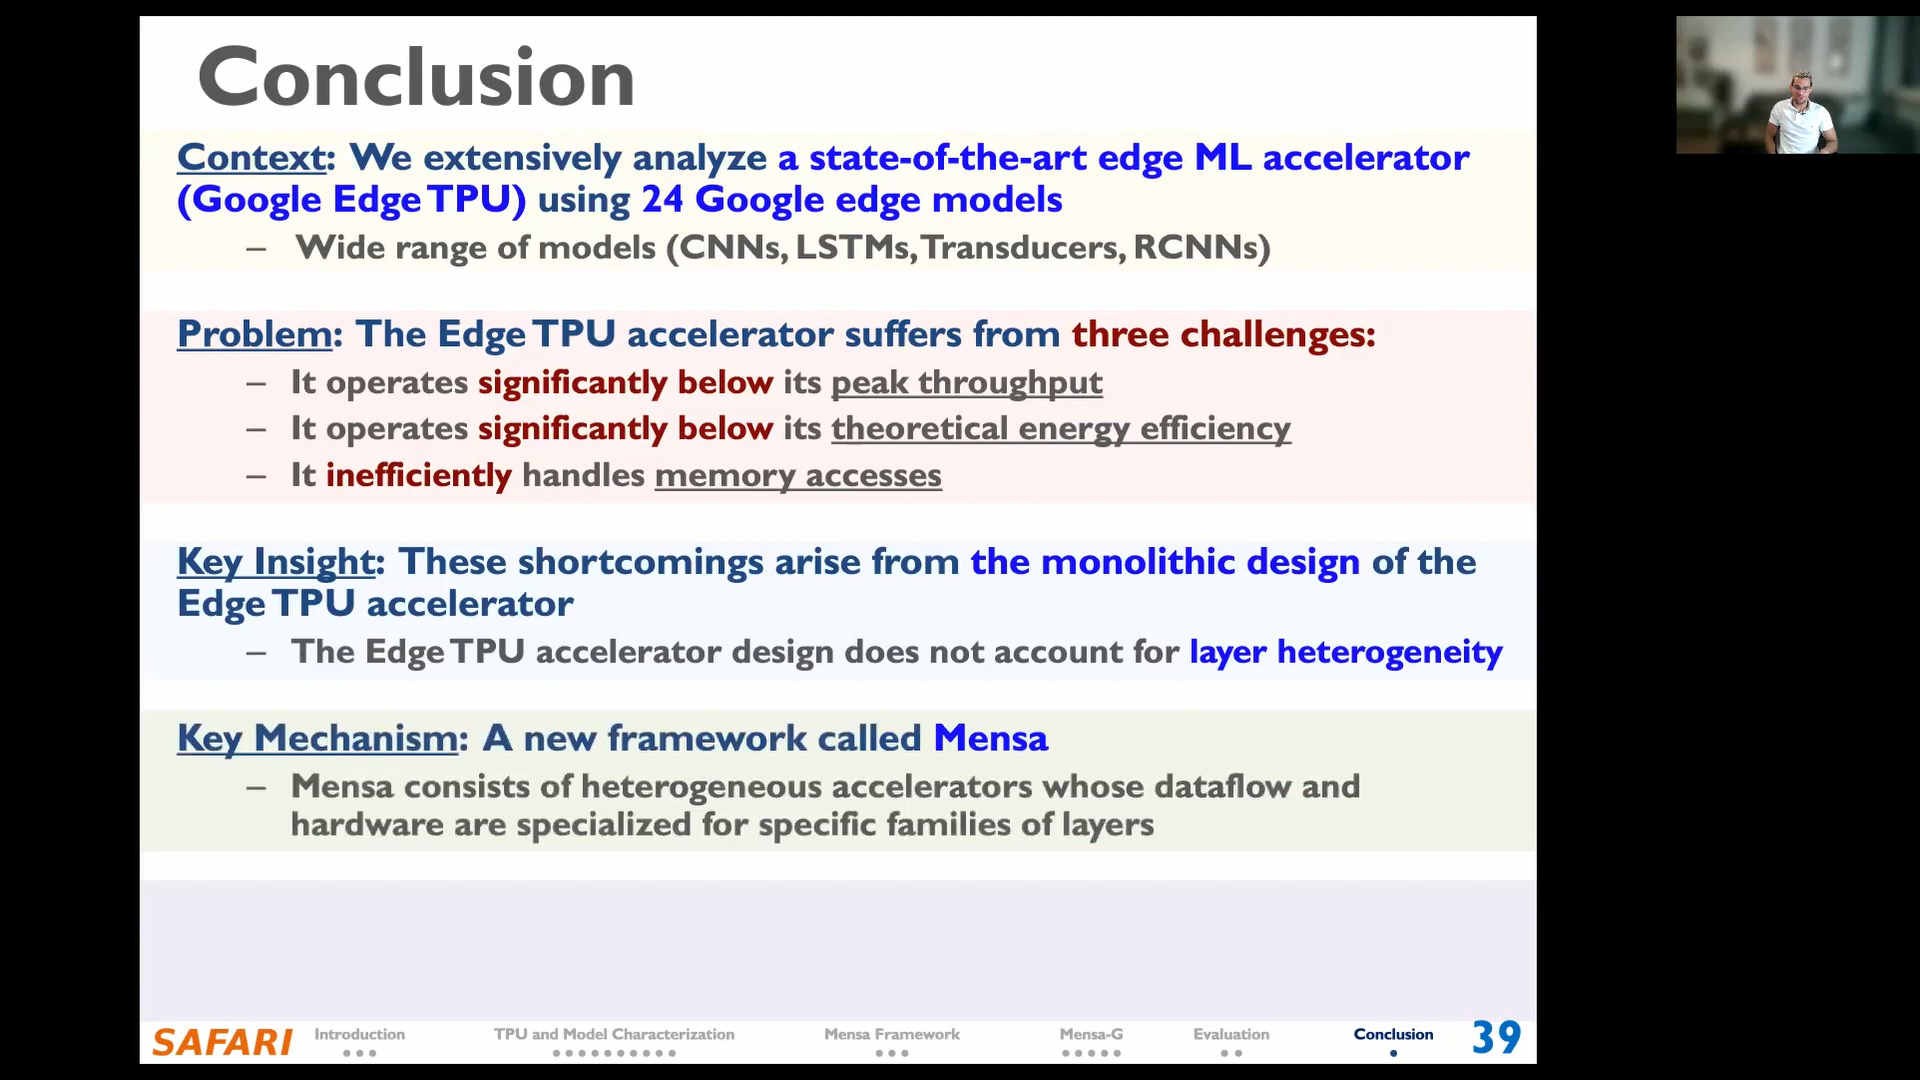 Conclusion
Context: We extensively analyze a state-of-the-art edge ML accelerator
(Google Edge TPU) using 24 Google edge models
– Wide range of models (CNNs, LSTMs, Transducers, RCNNs)
Problem: The Edge TPU accelerator suffers from three challenges:
– It operates significantly below its peak throughput
– It operates significantly below its theoretical energy efficiency
– It inefficiently handles memory accesses
Key Insight: These shortcomings arise from the monolithic design of the
Edge TPU accelerator
– The Edge TPU accelerator design does not account for layer heterogeneity
Key Mechanism: A new framework called Mensa
– Mensa consists of heterogeneous accelerators whose dataflow and
hardware are specialized for specific families of layers
SAFARI Introduction TPU and Model Characterization Mensa Framework Mensa-G Evaluation Conclusion 39